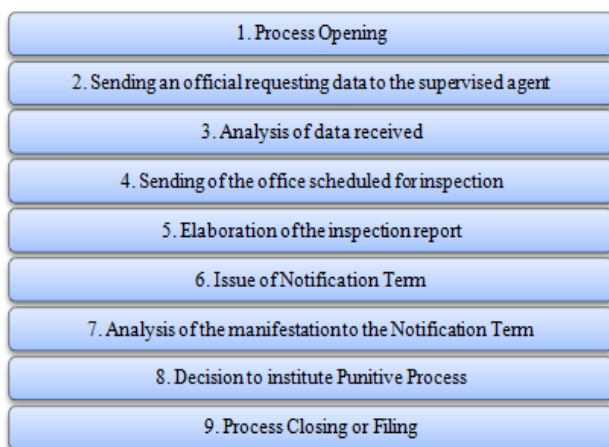 1. Process Opening
2. Sending an official requesting data to the supervised agent
3. Analysis of data received
4. Sending of the office scheduled for inspection
5. Elaboration of the inspection report
6. Issue of Notification Term
7. Analysis of the manifestation to the Notification Term
8. Decision to institute Punitive Process
9. Process Closing or Filing